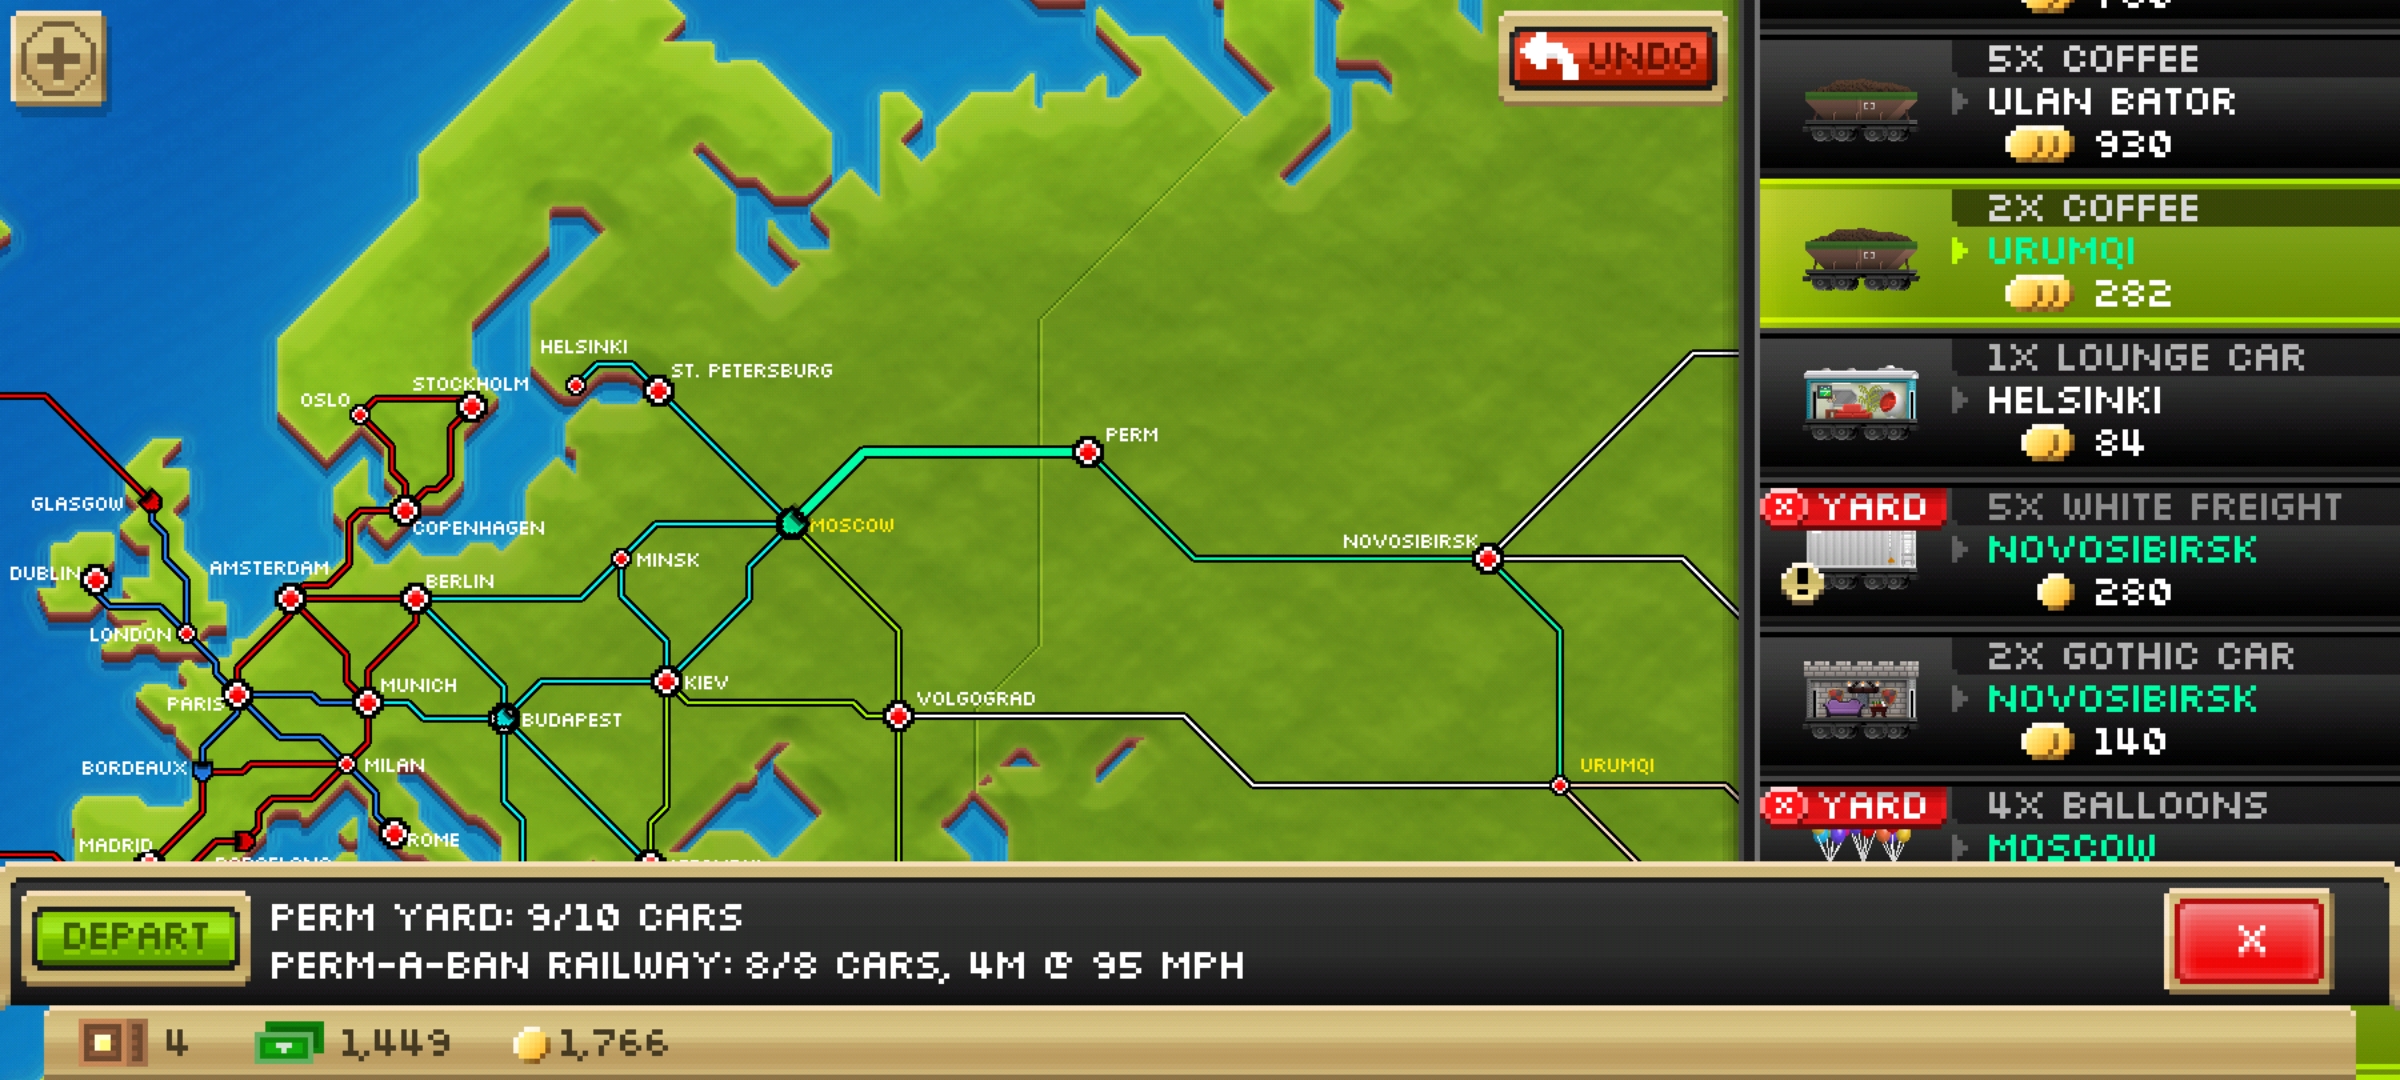 UNDO
5X COFFEE
ULAN BATOR
930
2X COFFEE
URUMQI
282
1X LOUNGE CAR
HELSINKI
84
YARD
5X WHITE FREIGHT
NOVOSIBIRSK
280
2X GOTHIC CAR
NOVOSIBIRSK
140
YARD
4X BALLOONS
MOSCOW
HELSINKI
ST. PETERSBURG
STOCKHOLM
OSLO
PERM
GLASGOW
COPENHAGEN
MOSCOW
NOVOSIBIRSK
MINSK
DUBLIN
AMSTERDAM
BERLIN
LONDON
MUNICH
KIEV
PARIS
VOLGOGRAD
BUDAPEST
BORDEAUX
MILAN
URUMQI
MADRID
ROME
DEPART
PERM YARD: 9/10 CARS
PERM-A-BAN RAILWAY: 8/8 CARS, 4M @ 95 MPH
X
4
1,449
1,766